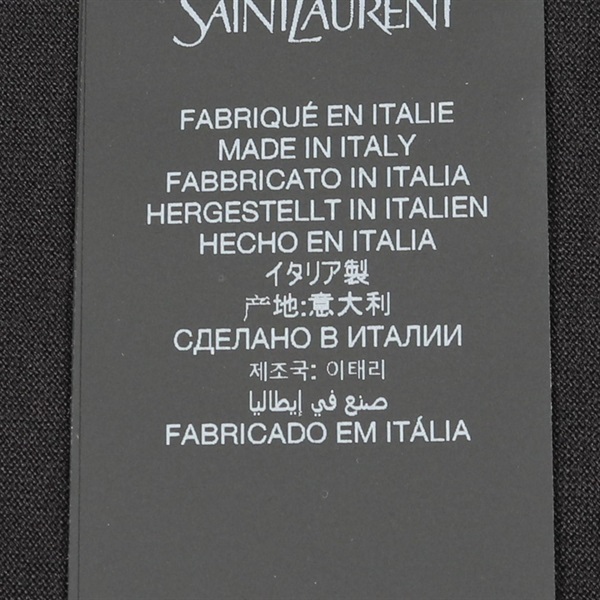 SAINT LAURENT
FABRIQUÉ EN ITALIE
MADE IN ITALY
FABBRICATO IN ITALIA
HERGESTELLT IN ITALIEN
HECHO EN ITALIA
イタリア製
产地:意大利
СДЕЛАНО В ИТАЛИИ
제조국: 이태리
صنع في إيطاليا
FABRICADO EM ITÁLIA